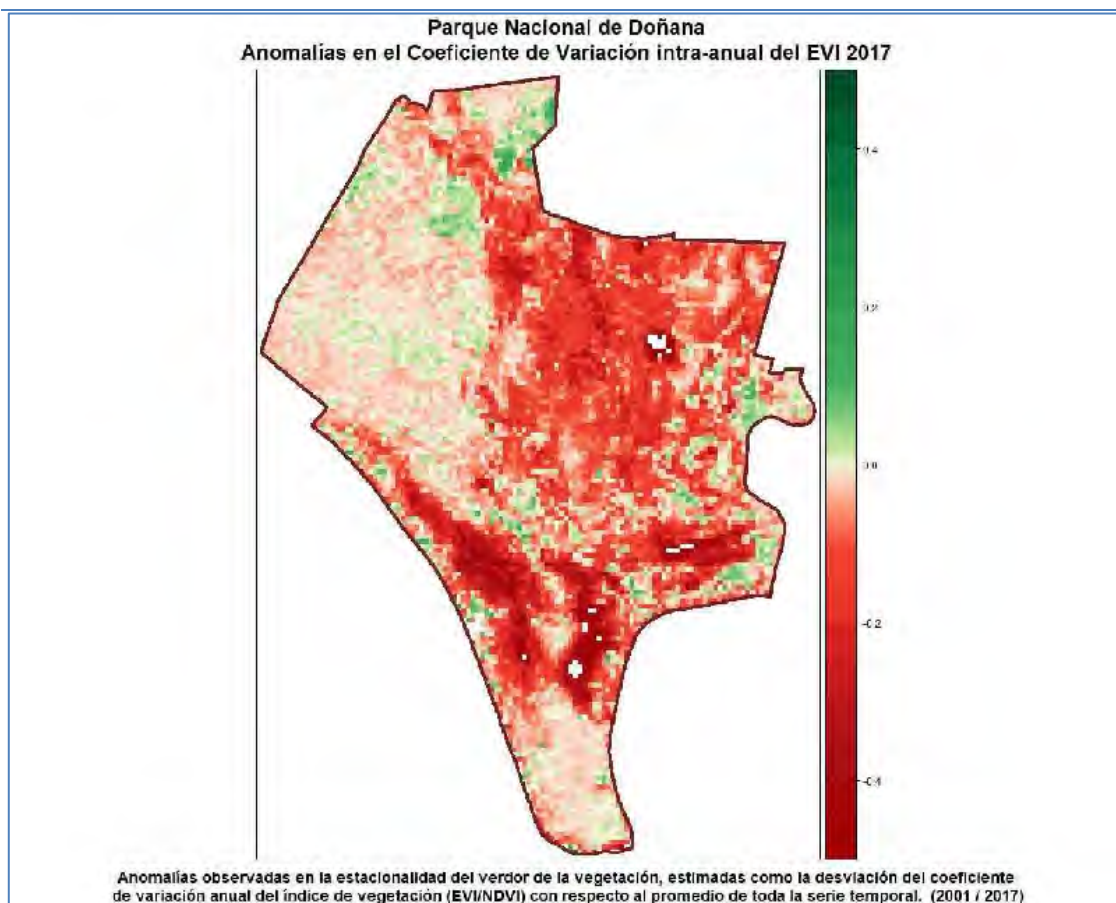 Parque Nacional de Doñana
Anomalías en el Coeficiente de Variación intra-anual del EVI 2017
0.4
0.2
0.0
-0.2
-0.4
Anomalías observadas en la estacionalidad del verdor de la vegetación, estimadas como la desviación del coeficiente
de variación anual del índice de vegetación (EVI/NDVI) con respecto al promedio de toda la serie temporal. (2001 / 2017)